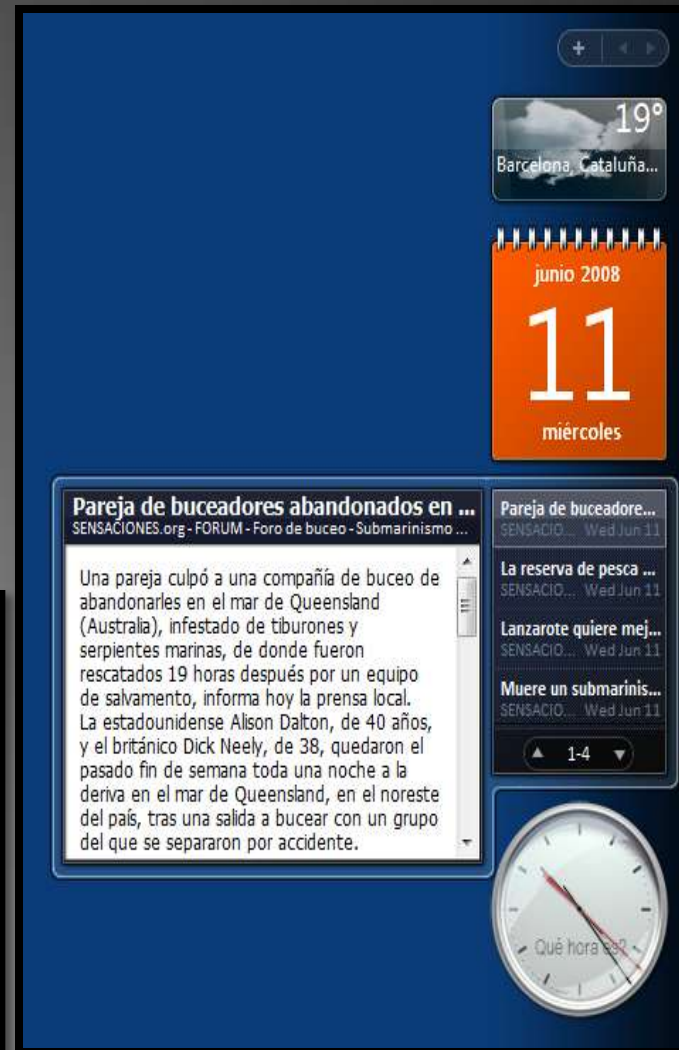 +
19°
Barcelona, Cataluña...
junio 2008
11
miércoles
Pareja de buceadores abandonados en ...
SENSACIONES.org - FORUM - Foro de buceo - Submarinismo ...
Una pareja culpó a una compañía de buceo de
abandonarles en el mar de Queensland
(Australia), infestado de tiburones y
serpientes marinas, de donde fueron
rescatados 19 horas después por un equipo
de salvamento, informa hoy la prensa local.
La estadounidense Alison Dalton, de 40 años,
y el británico Dick Neely, de 38, quedaron el
pasado fin de semana toda una noche a la
deriva en el mar de Queensland, en el noreste
del país, tras una salida a bucear con un grupo
del que se separaron por accidente.
Pareja de buceadore...
SENSACIO... Wed Jun 11
La reserva de pesca ...
SENSACIO... Wed Jun 11
Lanzarote quiere mej...
SENSACIO... Wed Jun 11
Muere un submarinis...
SENSACIO... Wed Jun 11
1-4
Qué hora es?